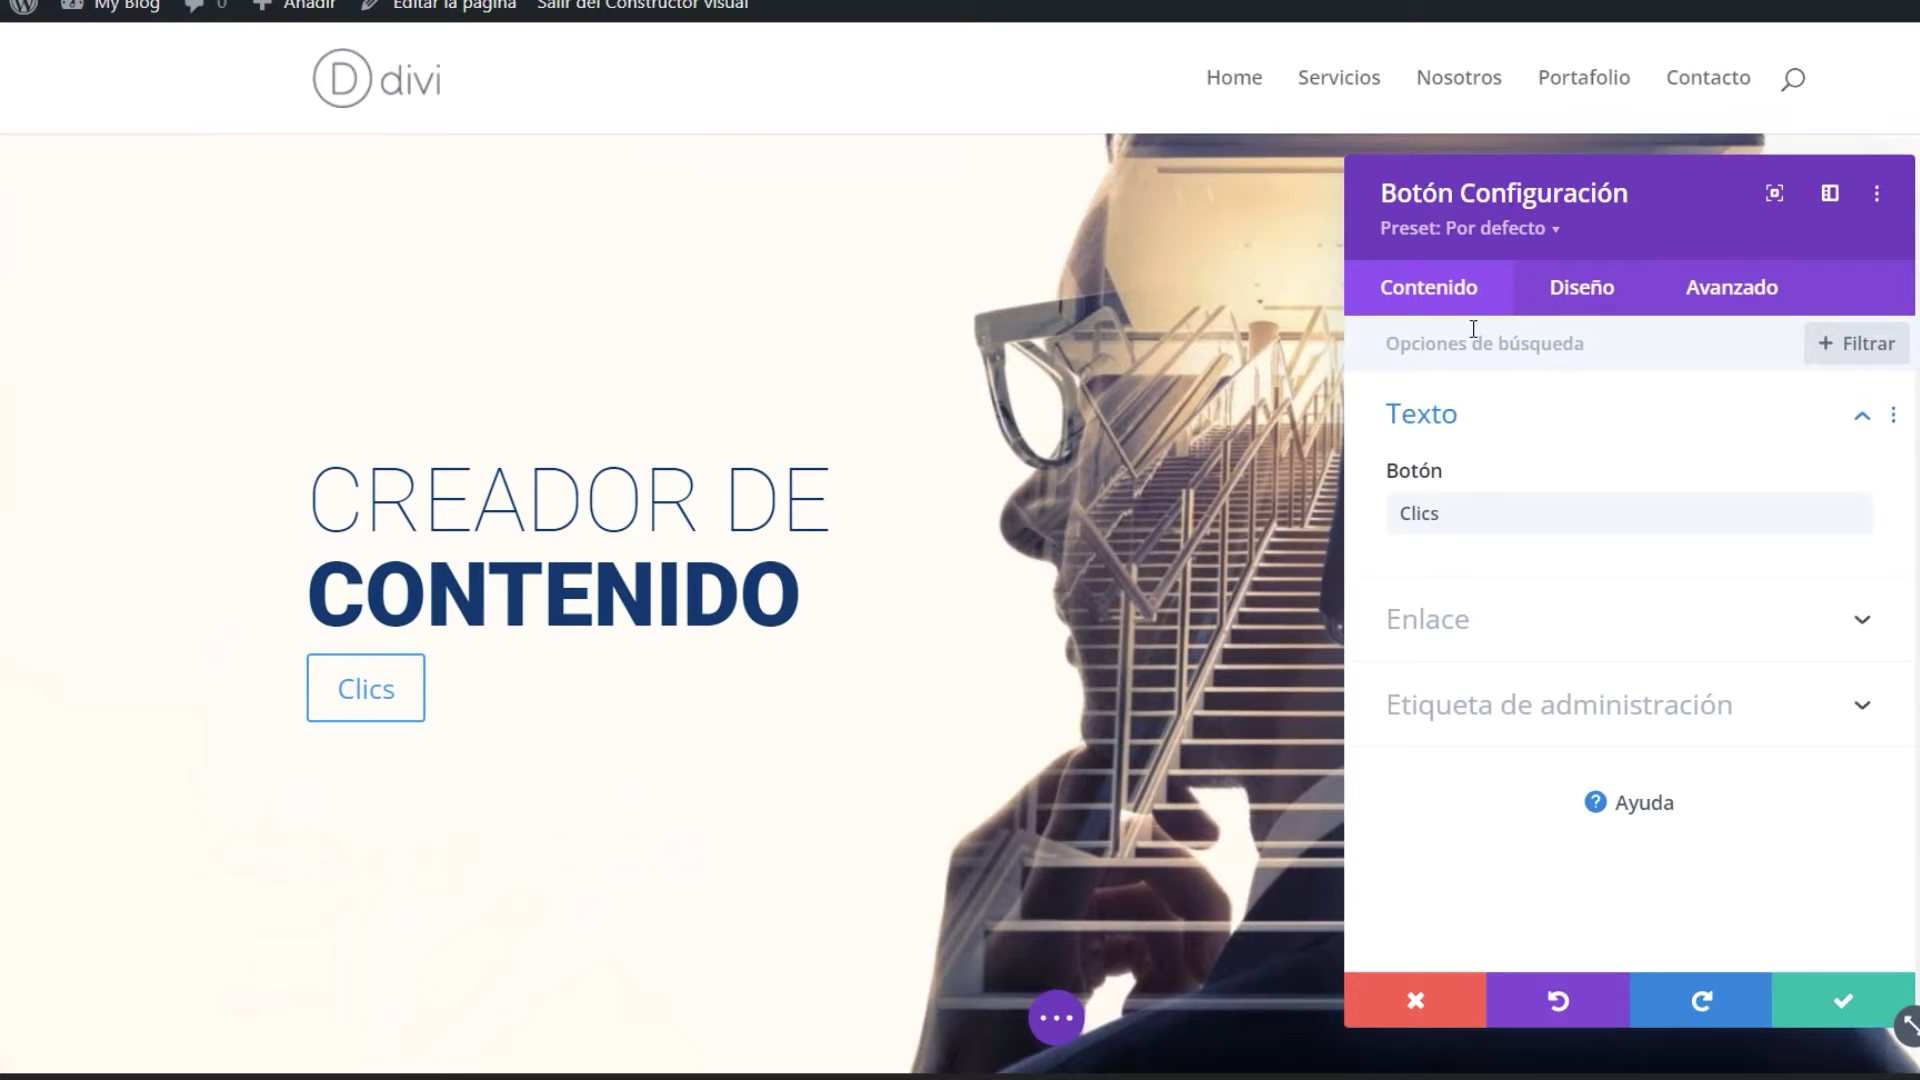 My Blog 0 Añadir Editar la página Salir del Constructor visual
D divi
Home Servicios Nosotros Portafolio Contacto
Botón Configuración
Preset: Por defecto
Contenido Diseño Avanzado
Opciones de búsqueda + Filtrar
Texto
Botón
Clics
Enlace
Etiqueta de administración
? Ayuda
CREADOR DE
CONTENIDO
Clics